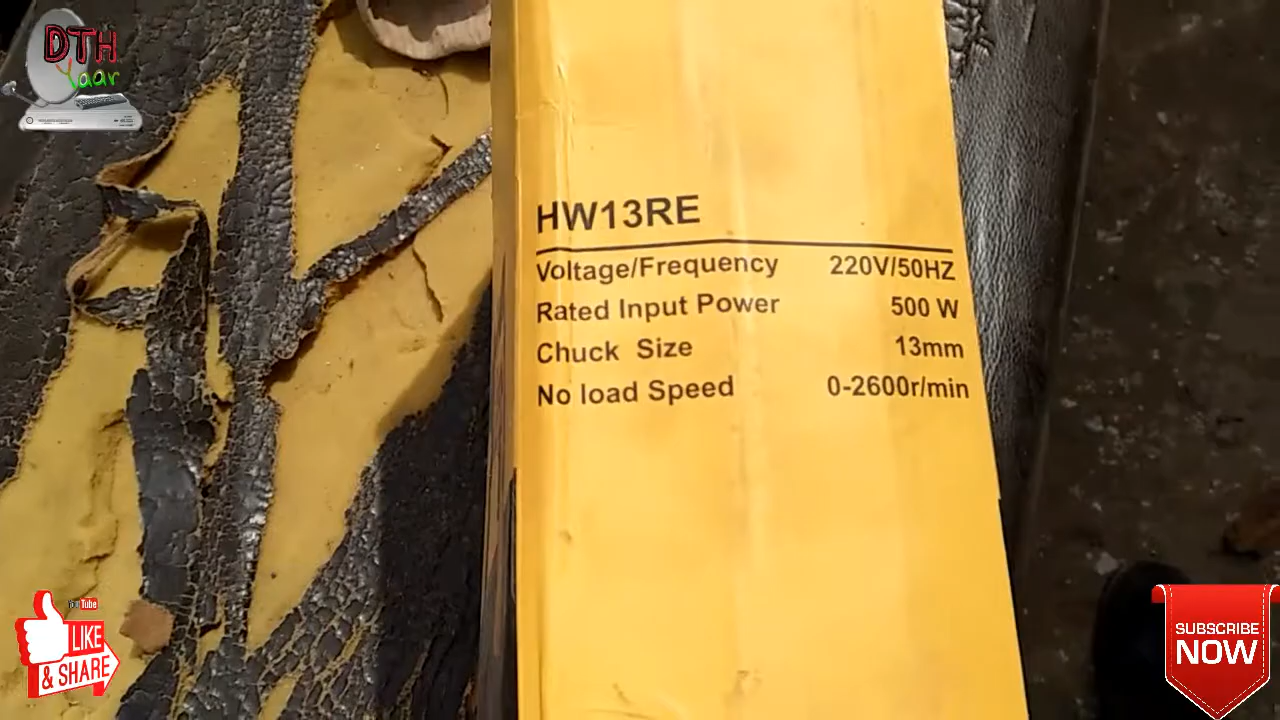 DTH
Yaar
HW13RE
Voltage/Frequency 220V/50HZ
Rated Input Power 500 W
Chuck Size 13mm
No load Speed 0-2600r/min
YouTube
LIKE
& SHARE
SUBSCRIBE
NOW